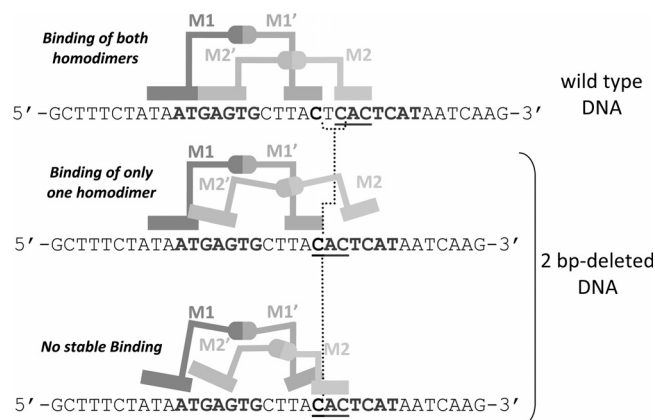 M1 M1′
Binding of both
homodimers
M2′ M2
wild type
DNA
5′-GCTTTCTATAATGAGTGCTTACTCACTCATAATCAAG-3′
M1 M1′
Binding of only
one homodimer
M2′ M2
5′-GCTTTCTATAATGAGTGCTTACACTCATAATCAAG-3′
2 bp-deleted
DNA
M1 M1′
No stable Binding
M2′ M2
5′-GCTTTCTATAATGAGTGCTTACACTCATAATCAAG-3′